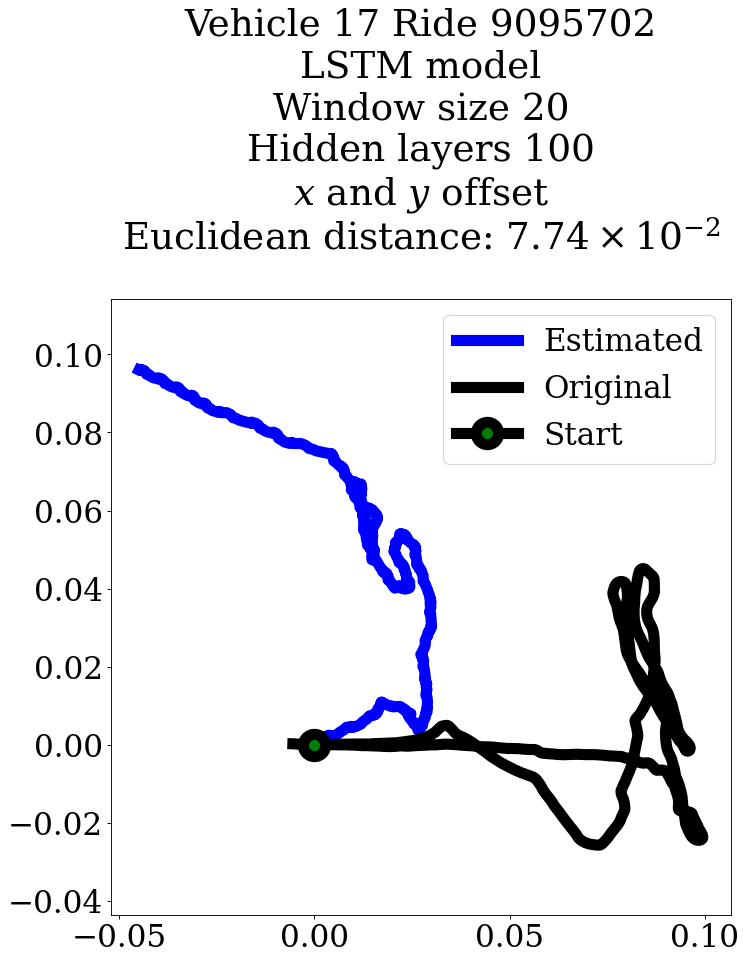 Vehicle 17 Ride 9095702
LSTM model
Window size 20
Hidden layers 100
x and y offset
Euclidean distance: 7.74 × 10⁻²
Estimated
Original
Start
0.10
0.08
0.06
0.04
0.02
0.00
−0.02
−0.04
−0.05 0.00 0.05 0.10